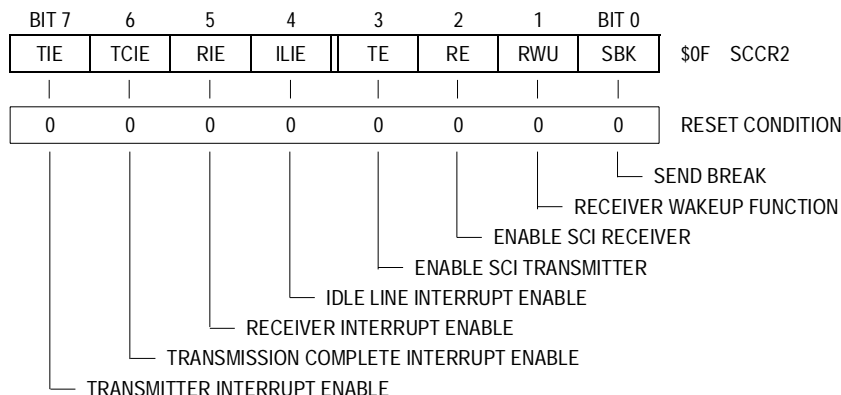 BIT 7 6 5 4 3 2 1 BIT 0
TIE TCIE RIE ILIE TE RE RWU SBK $0F SCCR2
0 0 0 0 0 0 0 0 RESET CONDITION
SEND BREAK
RECEIVER WAKEUP FUNCTION
ENABLE SCI RECEIVER
ENABLE SCI TRANSMITTER
IDLE LINE INTERRUPT ENABLE
RECEIVER INTERRUPT ENABLE
TRANSMISSION COMPLETE INTERRUPT ENABLE
TRANSMITTER INTERRUPT ENABLE